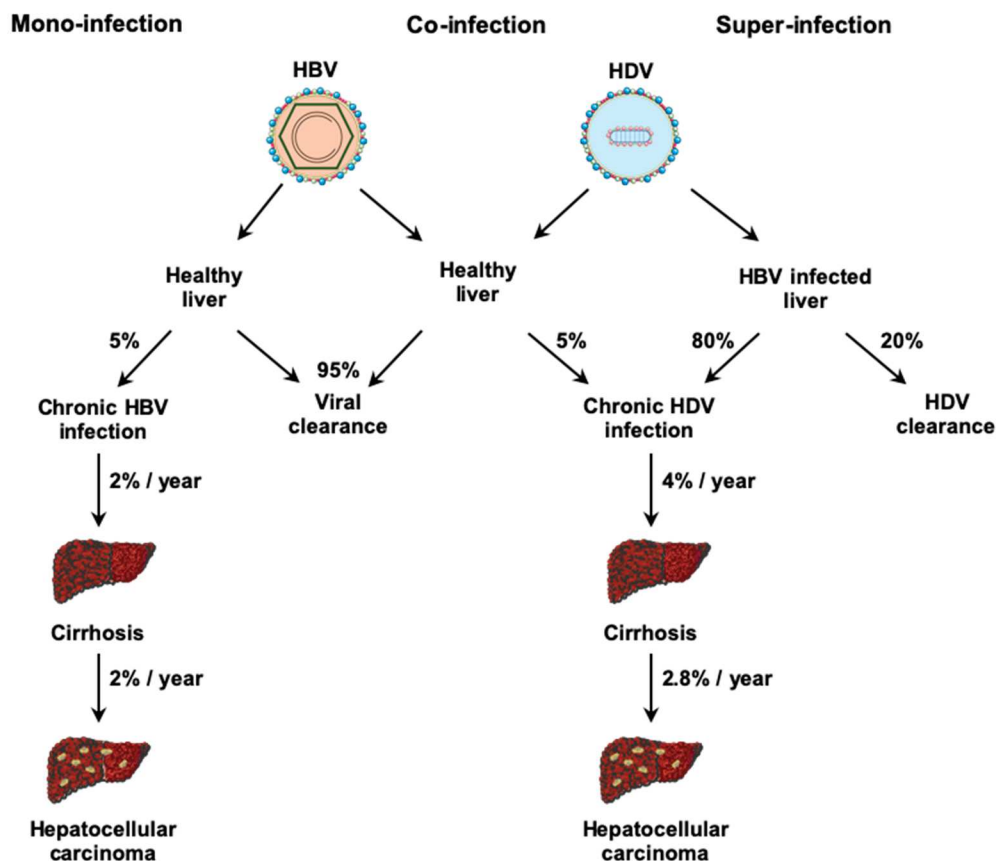 Mono-infection
Co-infection
Super-infection
HBV
HDV
Healthy
liver
Healthy
liver
HBV infected
liver
5%
95%
5%
80%
20%
Chronic HBV
infection
Viral
clearance
Chronic HDV
infection
HDV
clearance
2% / year
4% / year
Cirrhosis
Cirrhosis
2% / year
2.8% / year
Hepatocellular
carcinoma
Hepatocellular
carcinoma